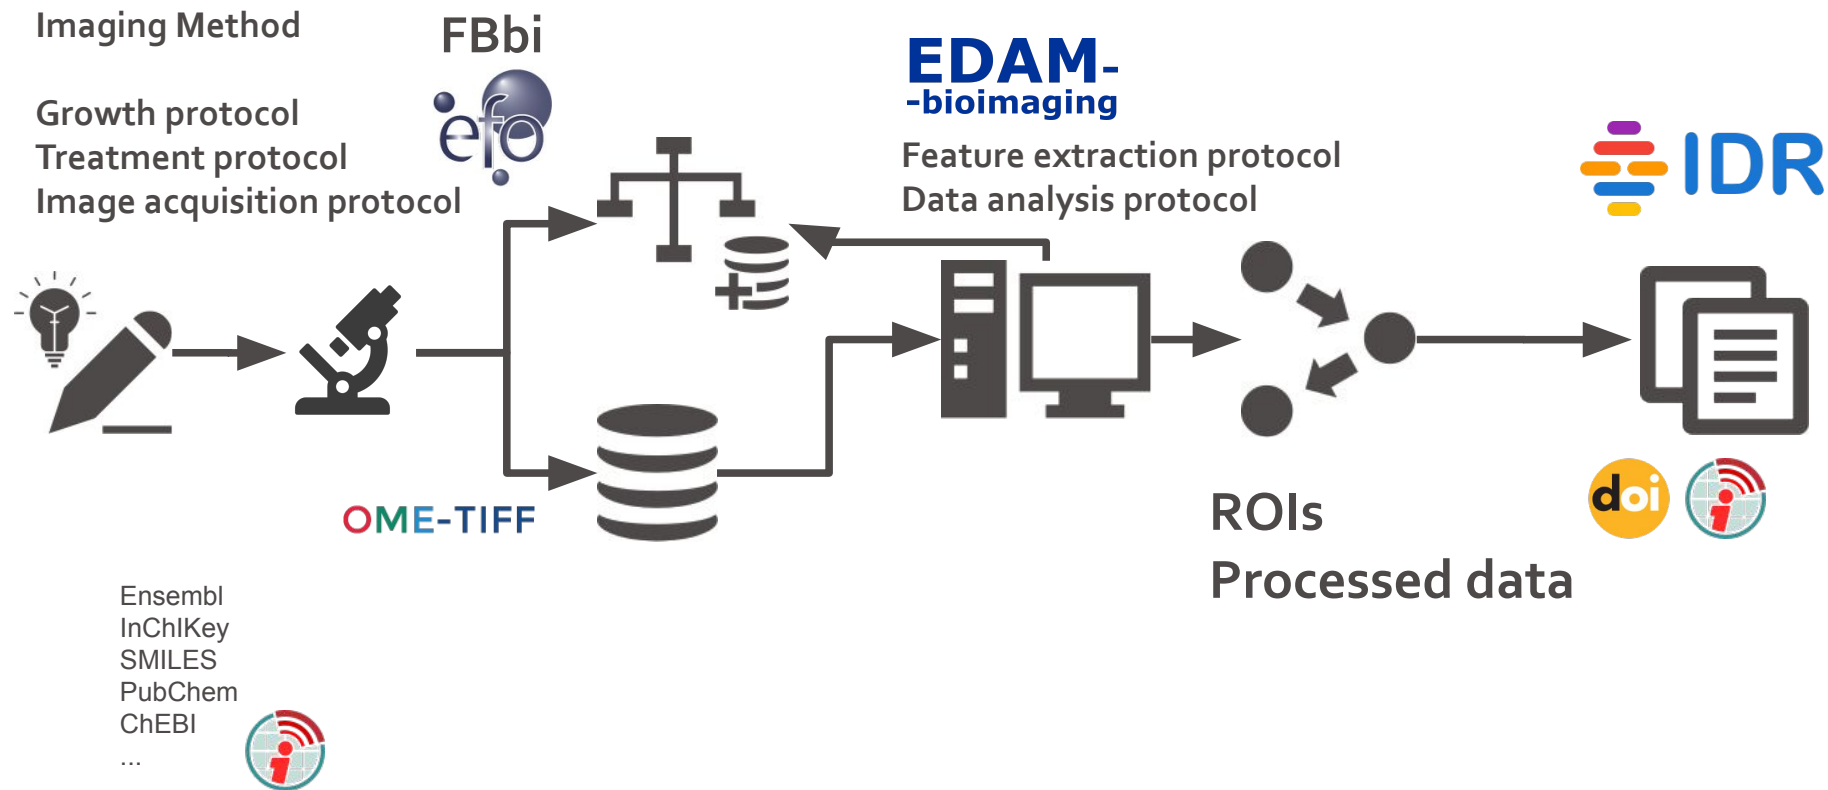 Imaging Method
Growth protocol
Treatment protocol
Image acquisition protocol
FBbi
efo
EDAM-
-bioimaging
Feature extraction protocol
Data analysis protocol
IDR
OME-TIFF
ROIs
Processed data
doi
i
Ensembl
InChIKey
SMILES
PubChem
ChEBI
...
i